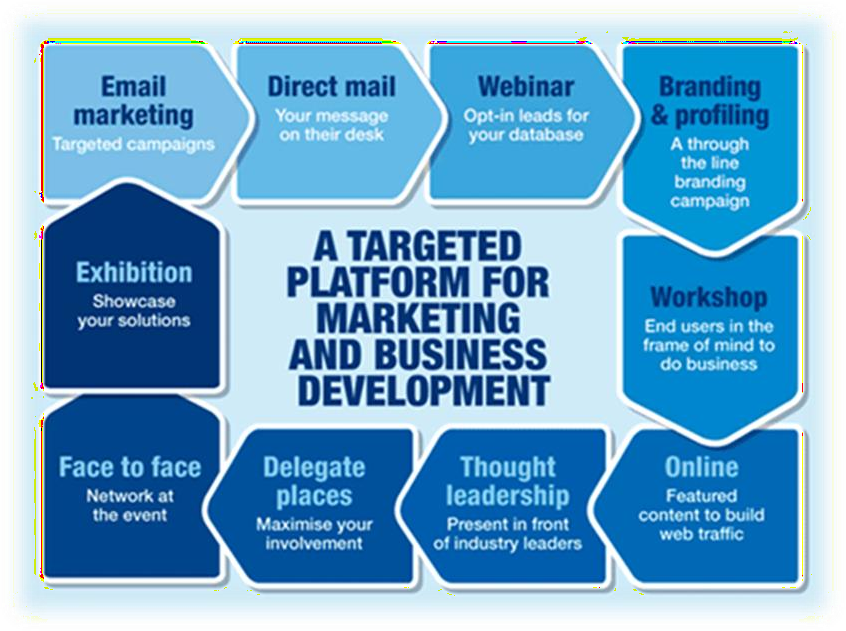 Email
marketing
Targeted campaigns
Direct mail
Your message
on their desk
Webinar
Opt-in leads for
your database
Branding
& profiling
A through
the line
branding
campaign
Workshop
End users in the
frame of mind to
do business
Online
Featured
content to build
web traffic
Thought
leadership
Present in front
of industry leaders
Delegate
places
Maximise your
involvement
Face to face
Network at
the event
Exhibition
Showcase
your solutions
A TARGETED
PLATFORM FOR
MARKETING
AND BUSINESS
DEVELOPMENT